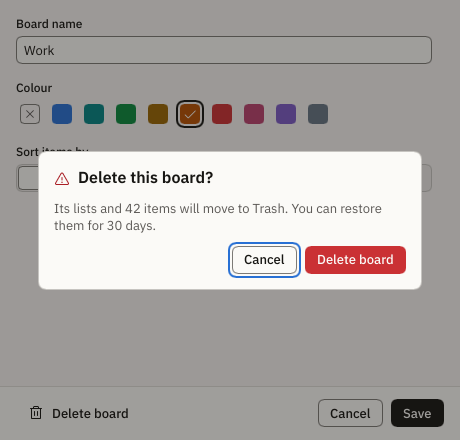 Board name
Work
Colour
Sort items by
Delete this board?
Its lists and 42 items will move to Trash. You can restore
them for 30 days.
Cancel
Delete board
Delete board
Cancel
Save